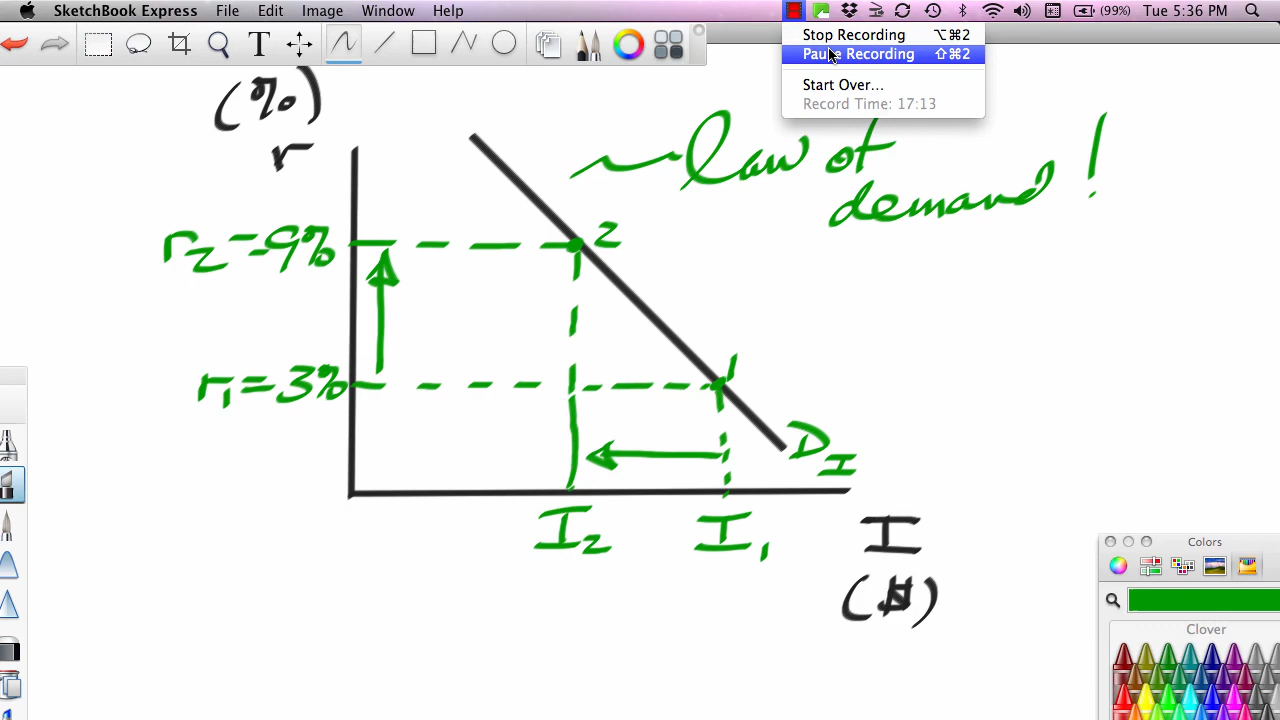 SketchBook Express File Edit Image Window Help (99%) Tue 5:36 PM
Stop Recording ⌥⌘2
Pause Recording ⇧⌘2
Start Over...
Record Time: 17:13
T
(%)
r
law of
demand!
r2 = 9%
2
r1 = 3%
1
DI
I2 I1 I
($)
Colors
Clover